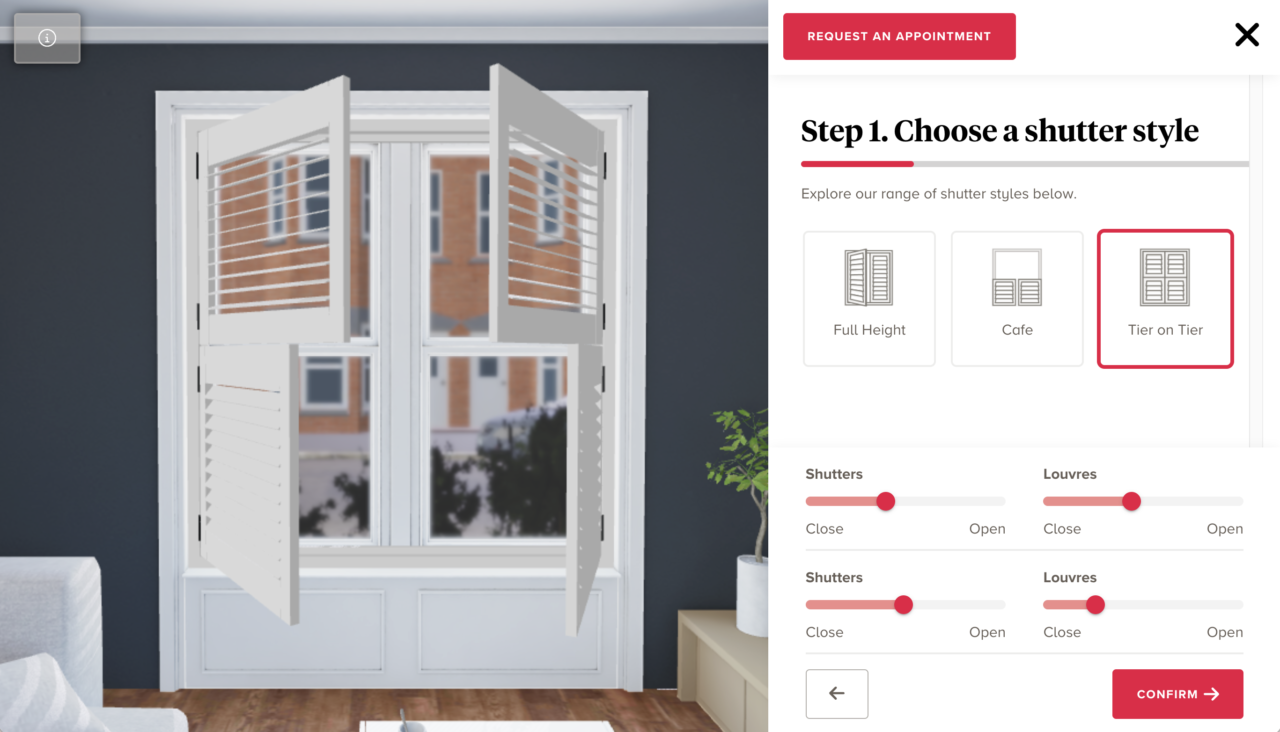 REQUEST AN APPOINTMENT
Step 1. Choose a shutter style
Explore our range of shutter styles below.
Full Height
Cafe
Tier on Tier
Shutters
Louvres
Close Open
Close Open
Shutters
Louvres
Close Open
Close Open
CONFIRM